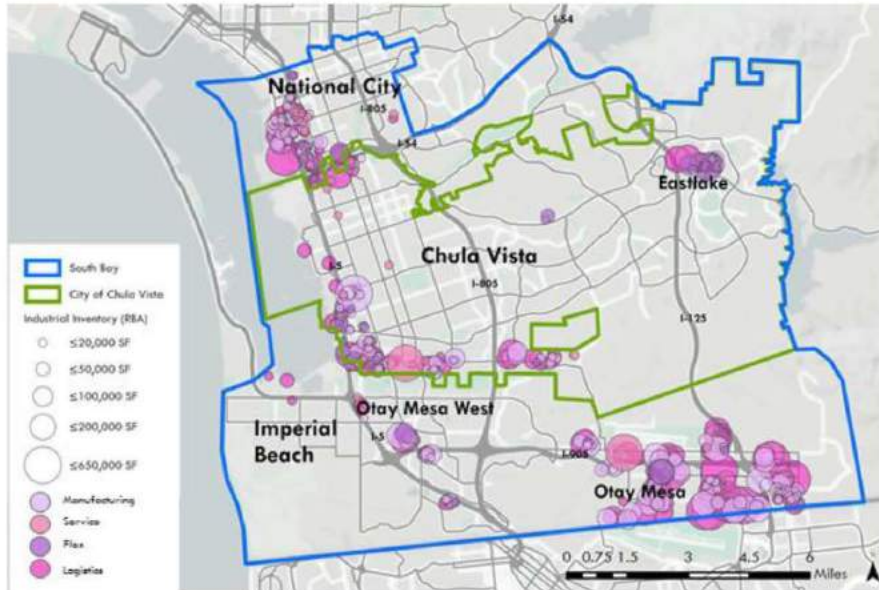 I-54
National City
I-805
I-54
Eastlake
Chula Vista
I-5
I-805
I-125
Otay Mesa West
Imperial
Beach
I-5
I-905
Otay Mesa
South Bay
City of Chula Vista
Industrial Inventory (RBA)
≤20,000 SF
≤50,000 SF
≤100,000 SF
≤200,000 SF
≤650,000 SF
Manufacturing
Service
Flex
Logistics
0 0.75 1.5 3 4.5 6
Miles